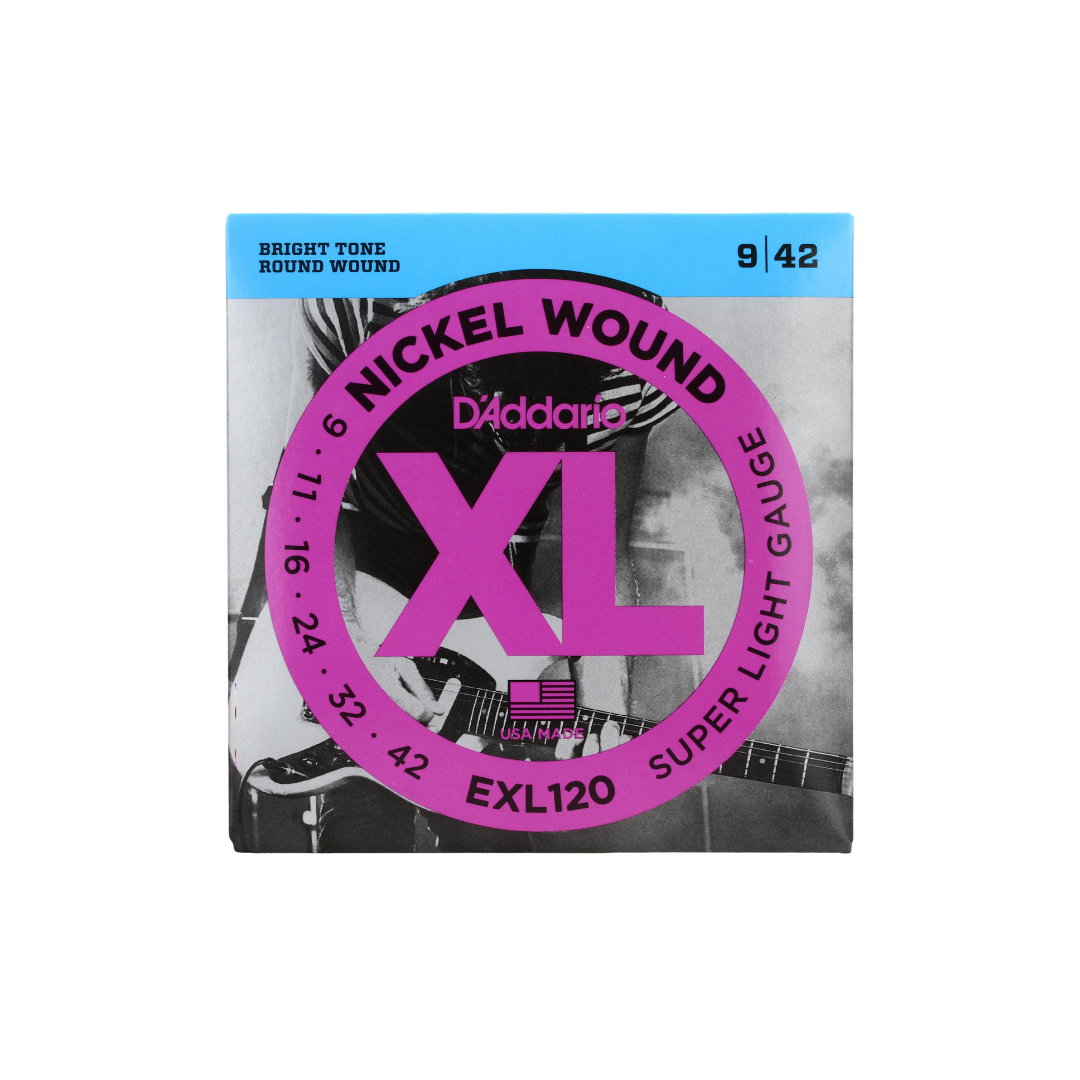 BRIGHT TONE
ROUND WOUND
9|42
NICKEL WOUND
D'Addario
XL
USA MADE
9 · 11 · 16 · 24 · 32 · 42
EXL120
SUPER LIGHT GAUGE